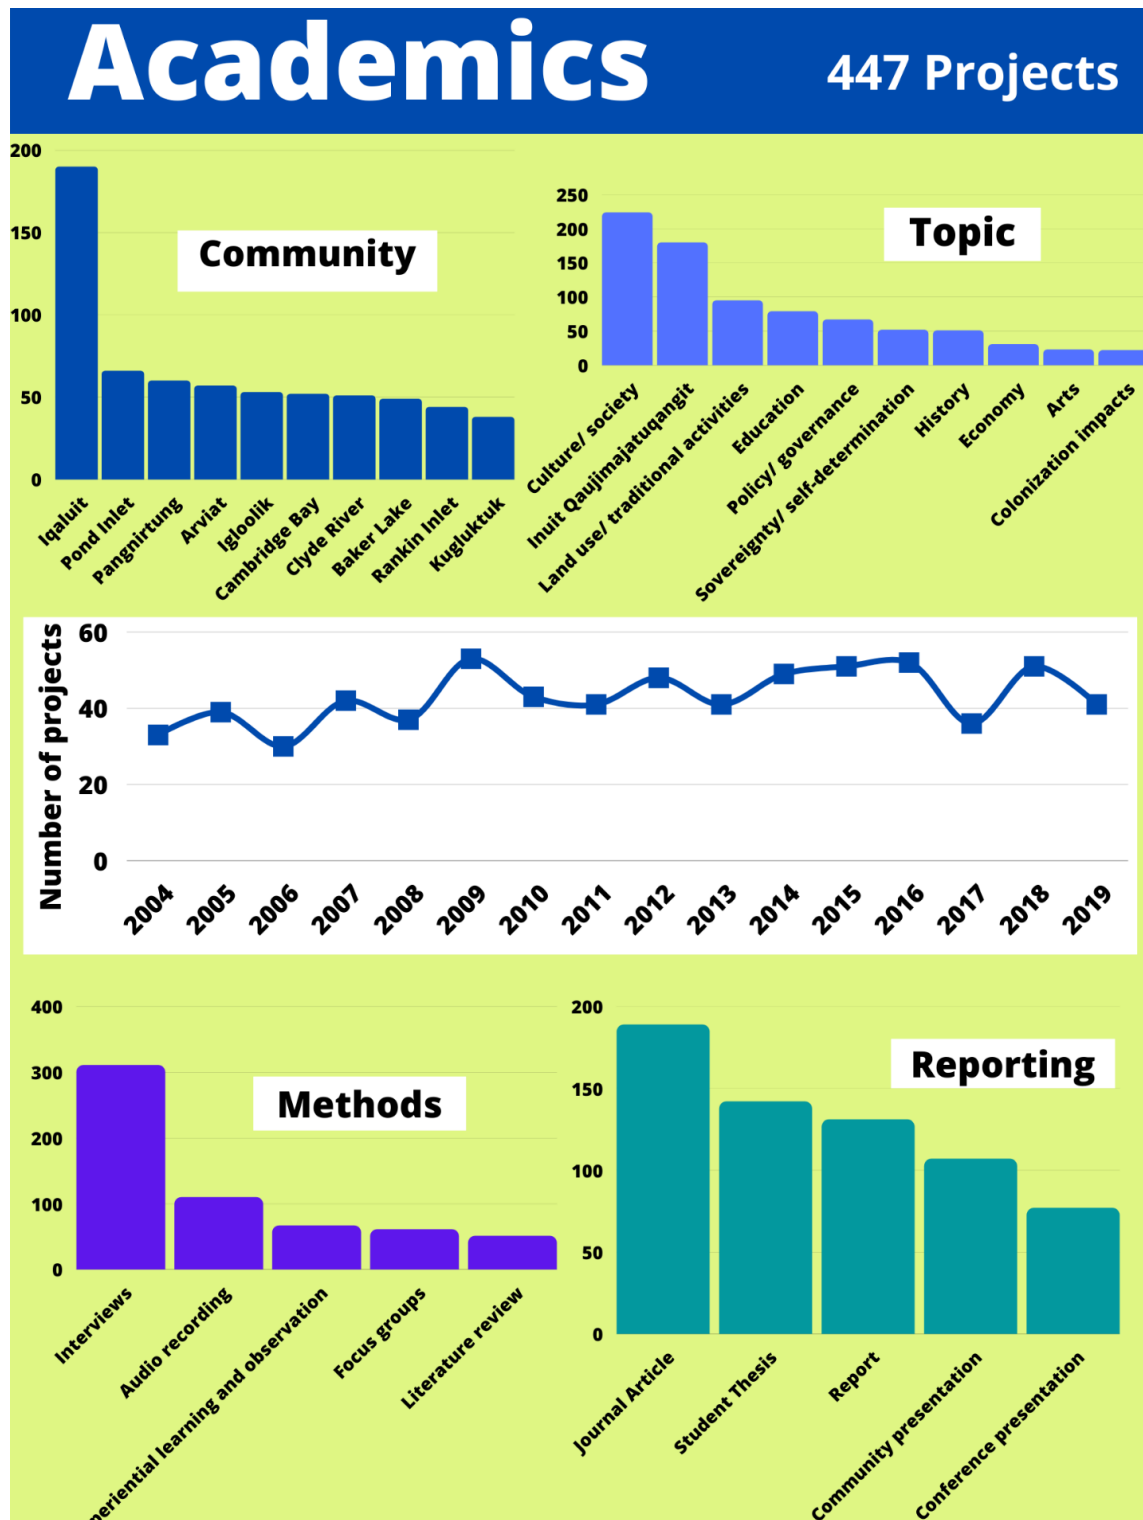 Academics
447 Projects
Community
200
150
100
50
0
Iqaluit
Pond Inlet
Pangnirtung
Arviat
Igloolik
Cambridge Bay
Clyde River
Baker Lake
Rankin Inlet
Kugluktuk
Topic
250
200
150
100
50
0
Culture/ society
Inuit Qaujimajatuqangit
Land use/ traditional activities
Education
Policy/ governance
Sovereignty/ self-determination
History
Economy
Arts
Colonization impacts
Number of projects
60
40
20
0
2004
2005
2006
2007
2008
2009
2010
2011
2012
2013
2014
2015
2016
2017
2018
2019
Methods
400
300
200
100
0
Interviews
Audio recording
periential learning and observation
Focus groups
Literature review
Reporting
200
150
100
50
0
Journal Article
Student Thesis
Report
Community presentation
Conference presentation